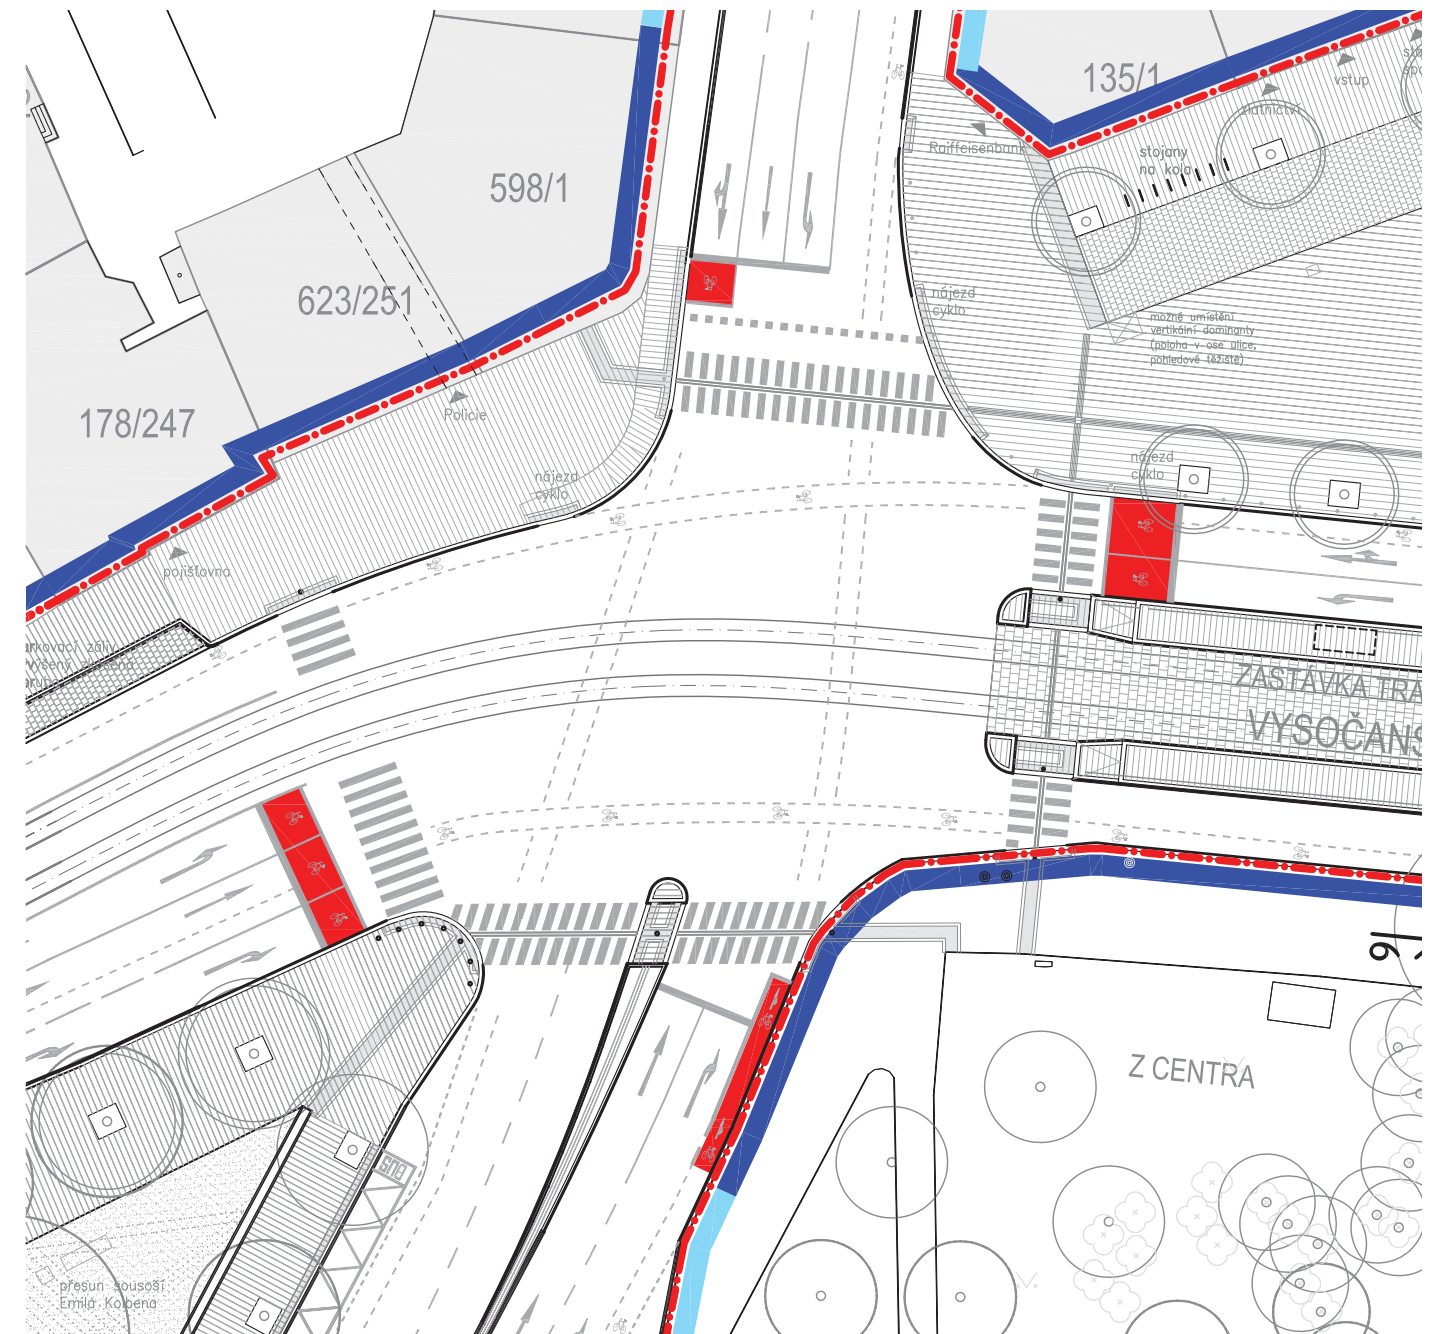 135/1
vstup
zlatnictví
Raiffeisenbank
stojany
na kola
598/1
623/251
nájezd
cyklo
možné umístění
vertikální dominanty
(poloha v ose ulice,
pohledové těžiště)
178/247
Policie
nájezd
cyklo
nájezd
cyklo
pojišťovna
ZASTÁVKA TRA
VYSOČANS
Z CENTRA
BUS
přesun sousoší
Emila Kolbena